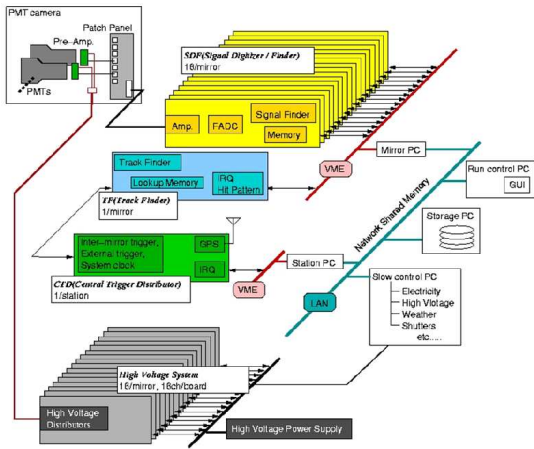 PMT camera
Patch Panel
Pre-Amp.
PMTs
SDF(Signal Digitizer / Finder)
16/mirror
Signal Finder
Amp.
FADC
Memory
Track Finder
Lookup Memory
IRQ
Hit Pattern
TF(Track Finder)
1/mirror
VME
Mirror PC
Run control PC
GUI
Network Shared Memory
Storage PC
Inter-mirror trigger,
External trigger,
System clock
GPS
IRQ
CTD(Central Trigger Distributor)
1/station
VME
Station PC
LAN
Slow control PC
Electricity
High Vlotage
Weather
Shutters
etc.....
High Voltage System
16/mirror, 16ch/board
High Voltage
Distributors
High Voltage Power Supply